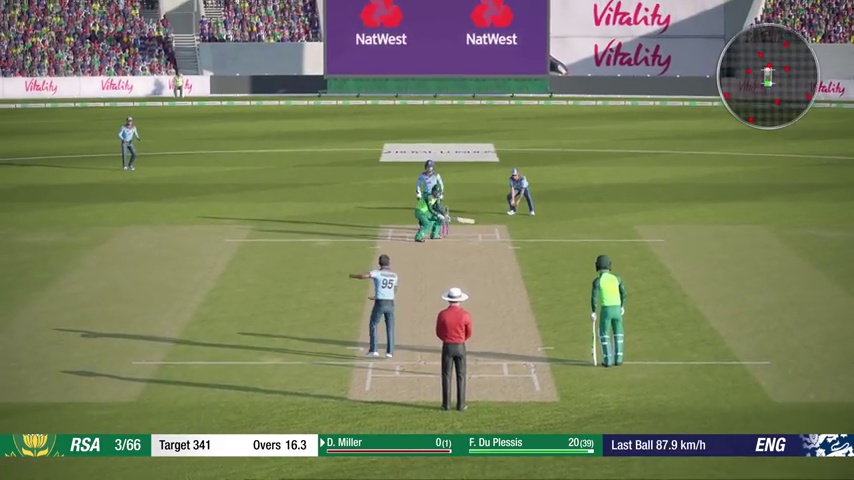 NatWest NatWest
Vitality
Vitality
Vitality Vitality Vitality Vitality
95
RSA 3/66 Target 341 Overs 16.3 D. Miller 0(1) F. Du Plessis 20(39) Last Ball 87.9 km/h ENG